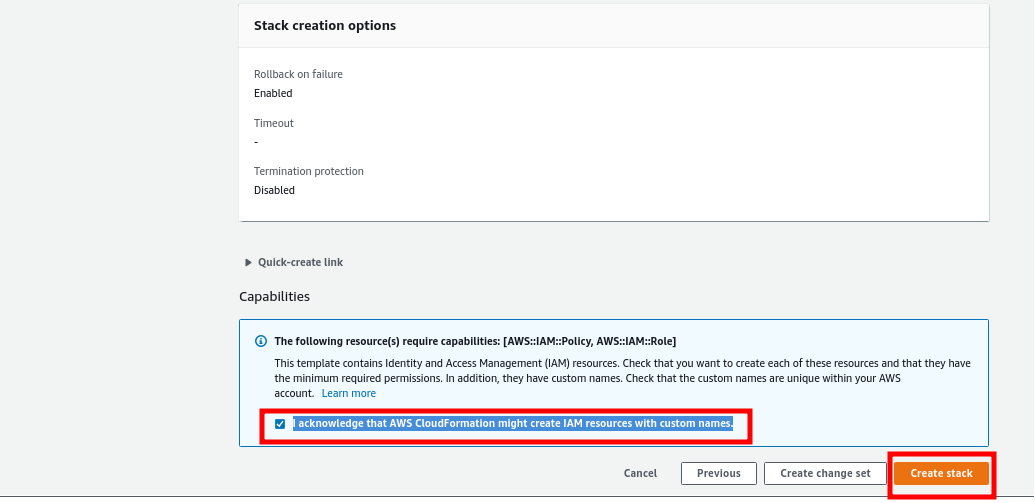 Stack creation options
Rollback on failure
Enabled
Timeout
-
Termination protection
Disabled
Quick-create link
Capabilities
The following resource(s) require capabilities: [AWS::IAM::Policy, AWS::IAM::Role]
This template contains Identity and Access Management (IAM) resources. Check that you want to create each of these resources and that they have
the minimum required permissions. In addition, they have custom names. Check that the custom names are unique within your AWS
account. Learn more
I acknowledge that AWS CloudFormation might create IAM resources with custom names.
Cancel Previous Create change set Create stack